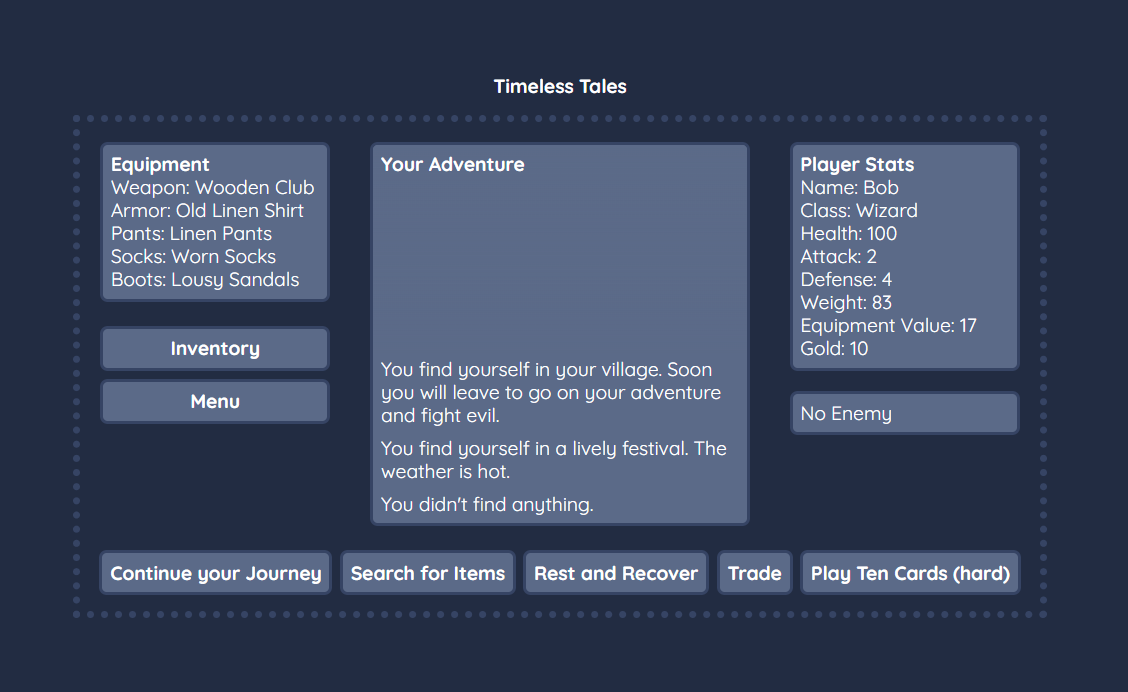 Timeless Tales
Equipment
Weapon: Wooden Club
Armor: Old Linen Shirt
Pants: Linen Pants
Socks: Worn Socks
Boots: Lousy Sandals
Inventory
Menu
Your Adventure
You find yourself in your village. Soon
you will leave to go on your adventure
and fight evil.
You find yourself in a lively festival. The
weather is hot.
You didn't find anything.
Player Stats
Name: Bob
Class: Wizard
Health: 100
Attack: 2
Defense: 4
Weight: 83
Equipment Value: 17
Gold: 10
No Enemy
Continue your Journey
Search for Items
Rest and Recover
Trade
Play Ten Cards (hard)